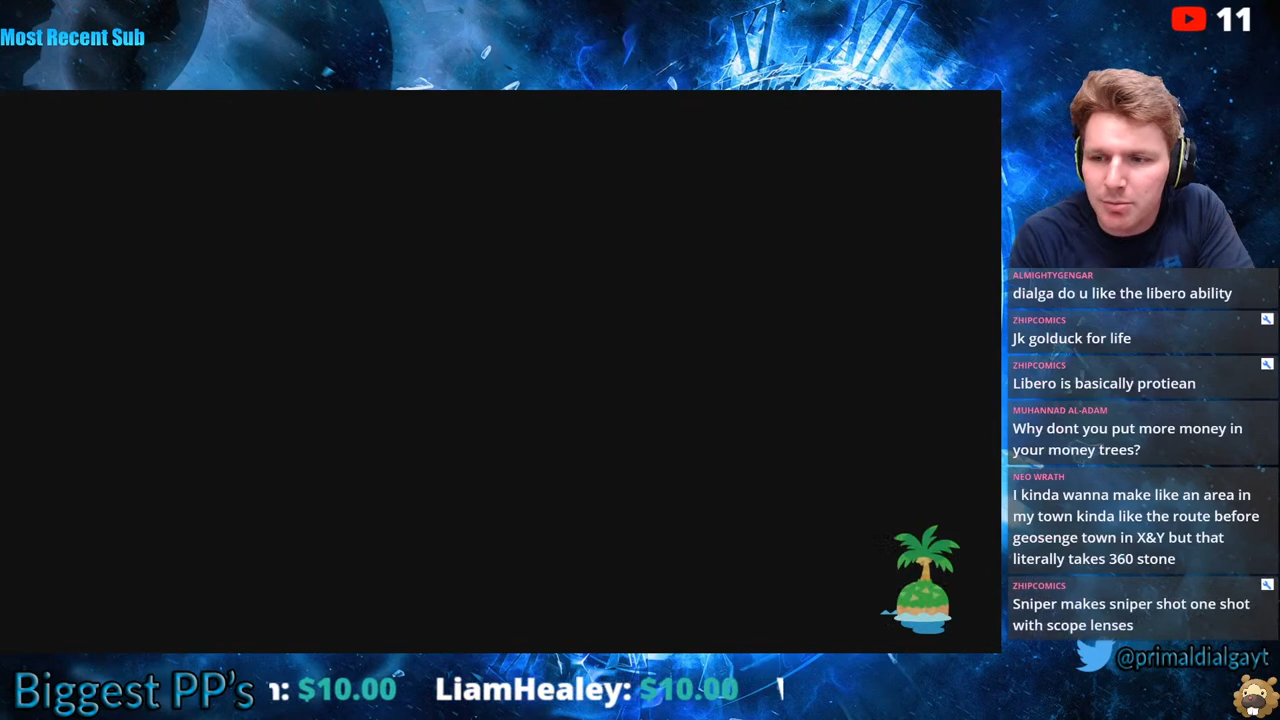 Most Recent Sub
11
ALMIGHTYGENGAR
dialga do u like the libero ability
ZHIPCOMICS
Jk golduck for life
ZHIPCOMICS
Libero is basically protiean
MUHANNAD AL-ADAM
Why dont you put more money in
your money trees?
NEO WRATH
I kinda wanna make like an area in
my town kinda like the route before
geosenge town in X&Y but that
literally takes 360 stone
ZHIPCOMICS
Sniper makes sniper shot one shot
with scope lenses
@primaldialgayt
Biggest PP's : $10.00 LiamHealey: $10.00